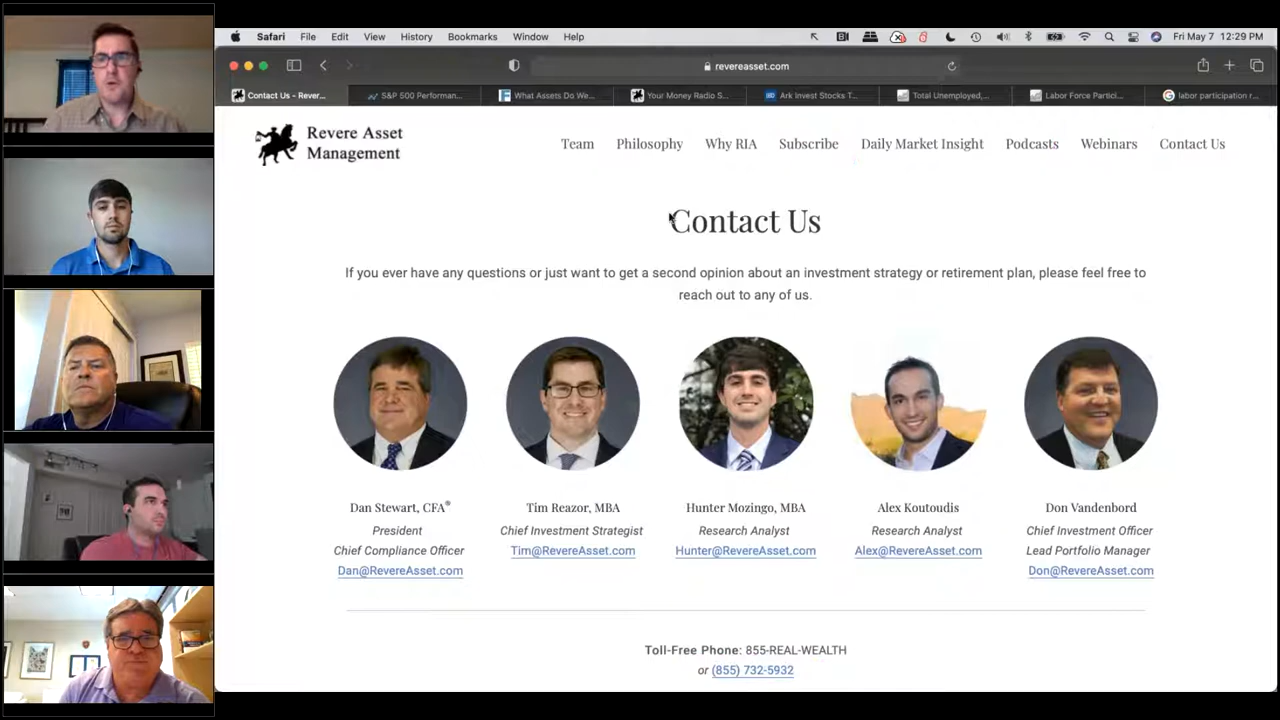 Safari File Edit View History Bookmarks Window Help Fri May 7 12:29 PM
revereasset.com
Contact Us – Rever... S&P 500 Performan... What Assets Do We... Your Money Radio S... Ark Invest Stocks T... Total Unemployed,... Labor Force Partici... labor participation r...
Revere Asset
Management
Team Philosophy Why RIA Subscribe Daily Market Insight Podcasts Webinars Contact Us
Contact Us
If you ever have any questions or just want to get a second opinion about an investment strategy or retirement plan, please feel free to
reach out to any of us.
Dan Stewart, CFA® Tim Reazor, MBA Hunter Mozingo, MBA Alex Koutoudis Don Vandenbord
President Chief Investment Strategist Research Analyst Research Analyst Chief Investment Officer
Chief Compliance Officer Tim@RevereAsset.com Hunter@RevereAsset.com Alex@RevereAsset.com Lead Portfolio Manager
Dan@RevereAsset.com Don@RevereAsset.com
Toll-Free Phone: 855-REAL-WEALTH
or (855) 732-5932